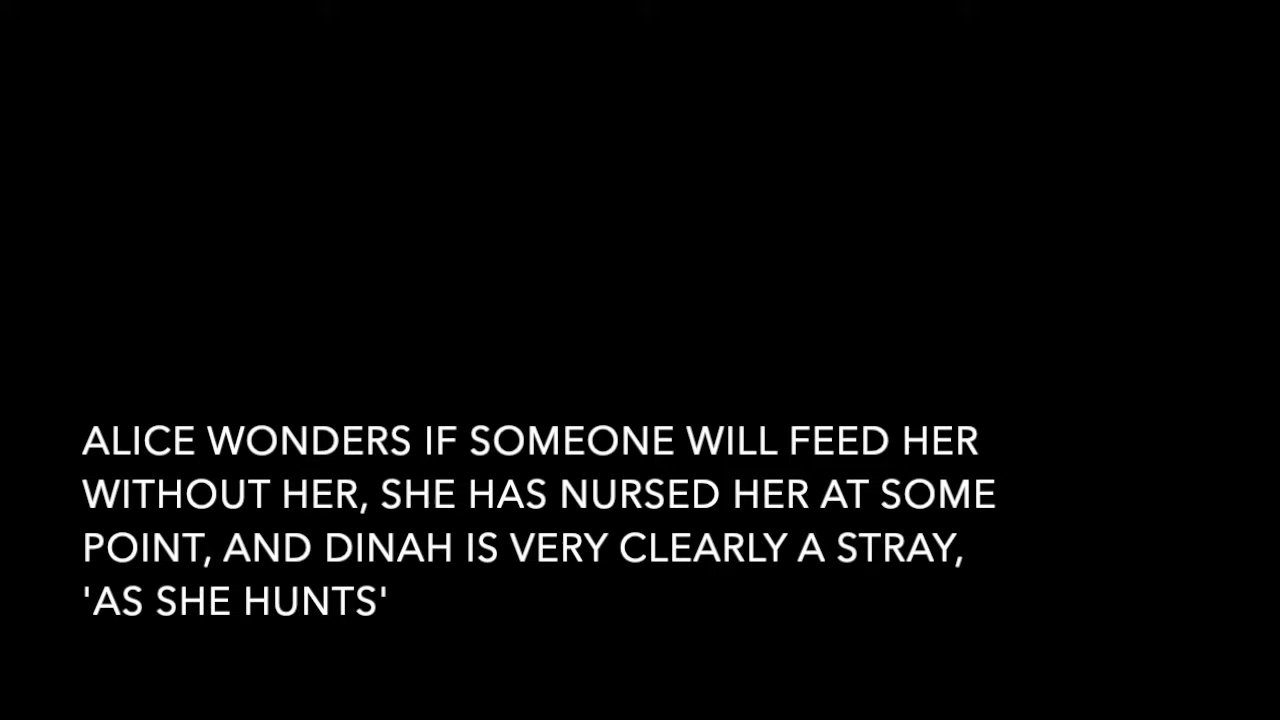 ALICE WONDERS IF SOMEONE WILL FEED HER
WITHOUT HER, SHE HAS NURSED HER AT SOME
POINT, AND DINAH IS VERY CLEARLY A STRAY,
'AS SHE HUNTS'